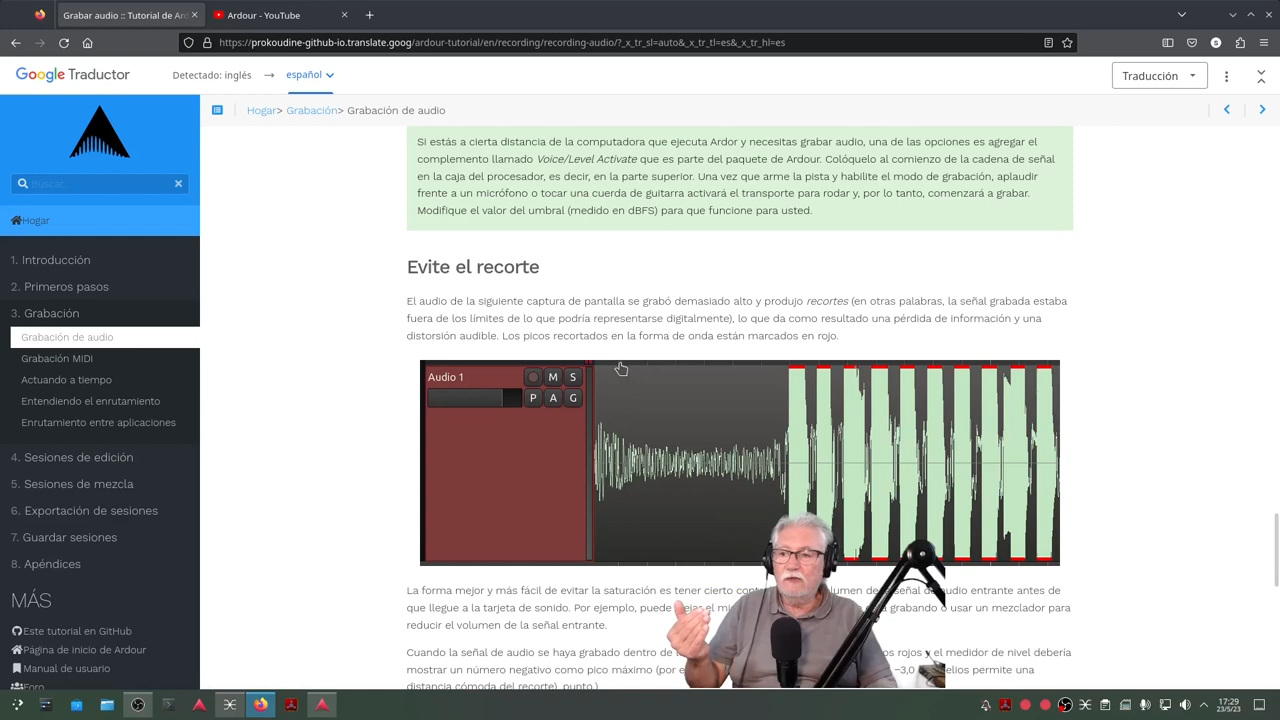 Grabar audio :: Tutorial de Ard
Ardour - YouTube
https://prokoudine-github-io.translate.goog/ardour-tutorial/en/recording/recording-audio/?_x_tr_sl=auto&_x_tr_tl=es&_x_tr_hl=es
Google Traductor
Detectado: inglés
español
Traducción
Hogar> Grabación> Grabación de audio
Buscar...
Hogar
1. Introducción
2. Primeros pasos
3. Grabación
Grabación de audio
Grabación MIDI
Actuando a tiempo
Entendiendo el enrutamiento
Enrutamiento entre aplicaciones
4. Sesiones de edición
5. Sesiones de mezcla
6. Exportación de sesiones
7. Guardar sesiones
8. Apéndices
MÁS
Este tutorial en GitHub
Página de inicio de Ardour
Manual de usuario
Foro
Si estás a cierta distancia de la computadora que ejecuta Ardor y necesitas grabar audio, una de las opciones es agregar el
complemento llamado Voice/Level Activate que es parte del paquete de Ardour. Colóquelo al comienzo de la cadena de señal
en la caja del procesador, es decir, en la parte superior. Una vez que arme la pista y habilite el modo de grabación, aplaudir
frente a un micrófono o tocar una cuerda de guitarra activará el transporte para rodar y, por lo tanto, comenzará a grabar.
Modifique el valor del umbral (medido en dBFS) para que funcione para usted.
Evite el recorte
El audio de la siguiente captura de pantalla se grabó demasiado alto y produjo recortes (en otras palabras, la señal grabada estaba
fuera de los límites de lo que podría representarse digitalmente), lo que da como resultado una pérdida de información y una
distorsión audible. Los picos recortados en la forma de onda están marcados en rojo.
Audio 1
M S
P A G
La forma mejor y más fácil de evitar la saturación es tener cierto lumen de señal de audio entrante antes de
que llegue a la tarjeta de sonido. Por ejemplo, puede el grabando o usar un mezclador para
reducir el volumen de la señal entrante.
Cuando la señal de audio se haya grabado dentro de rojos y el medidor de nivel debería
mostrar un número negativo como pico máximo (por −3,0 permite una
distancia cómoda del recorte), punto.)
17:29
23/5/23